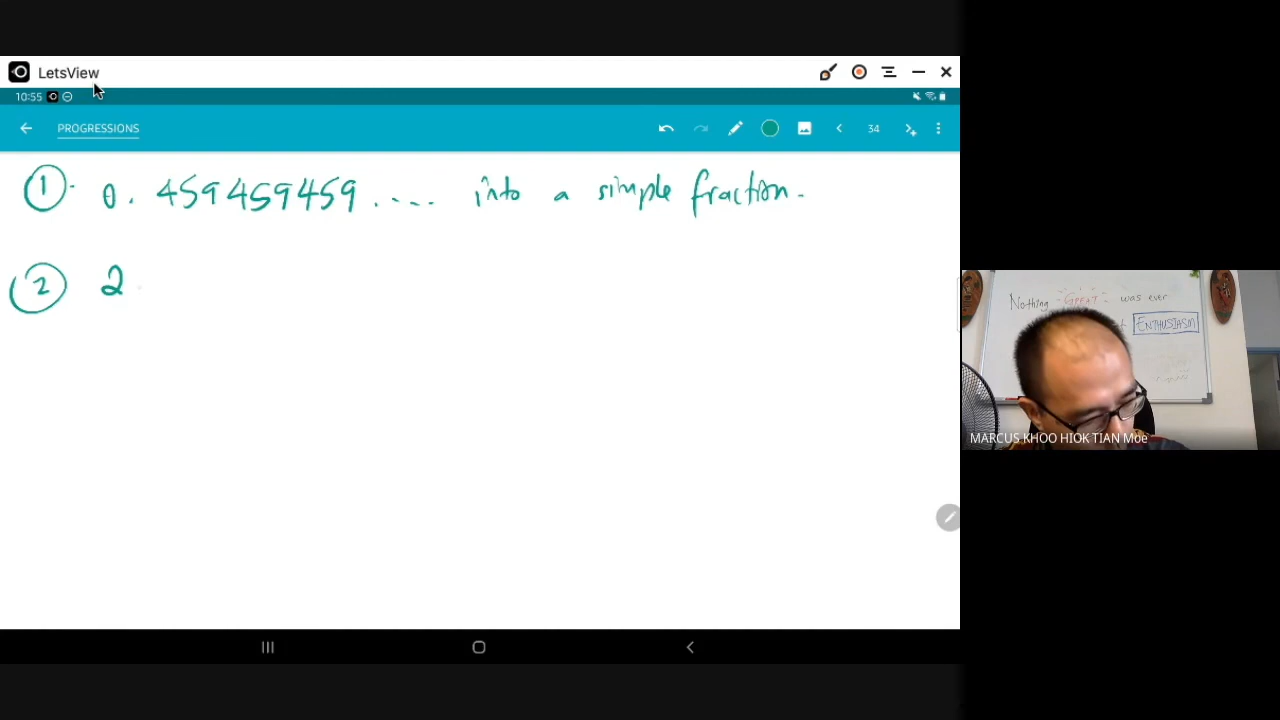 LetsView
10:55
PROGRESSIONS
34
1 0.459459459.... into a simple fraction.
2 2
Nothing GREAT was ever
ENTHUSIASM
MARCUS KHOO HIOK TIAN Moe